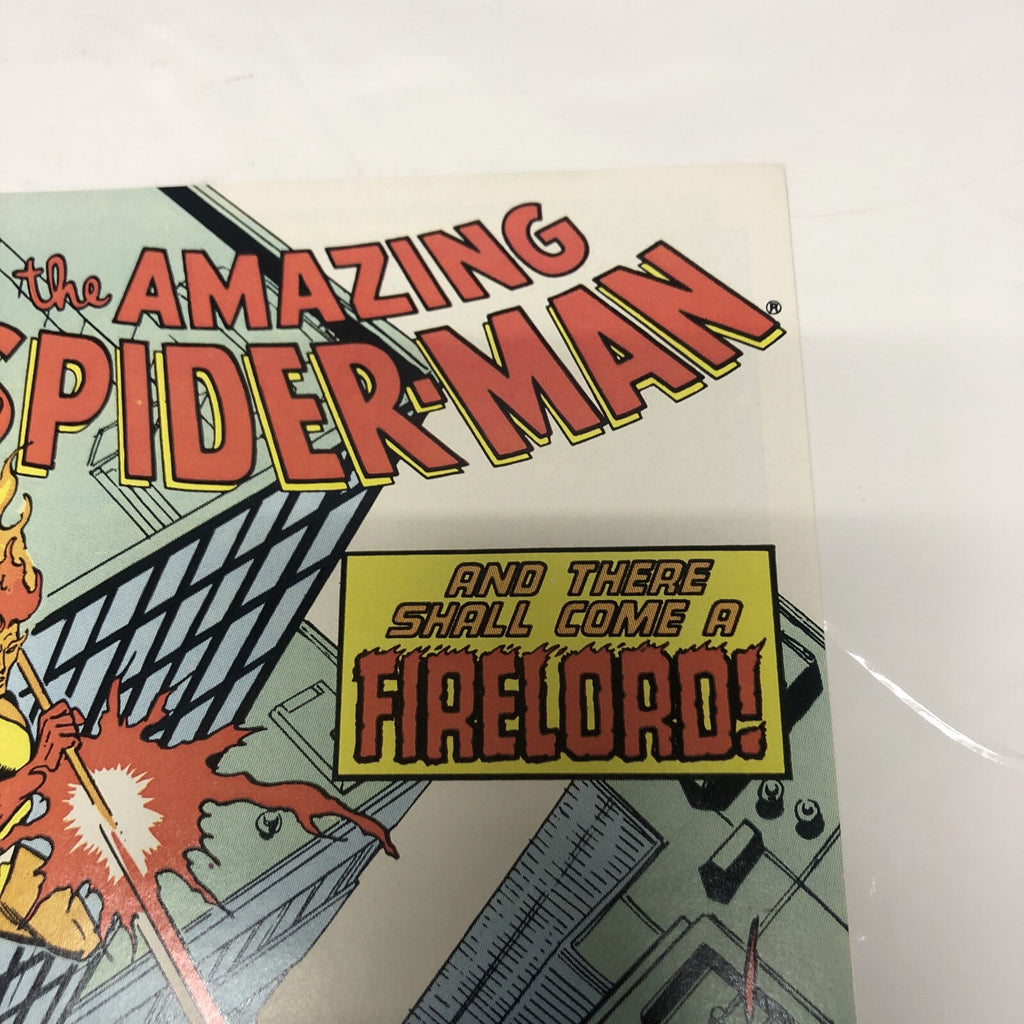 the AMAZING
SPIDER-MAN®
AND THERE
SHALL COME A
FIRELORD!